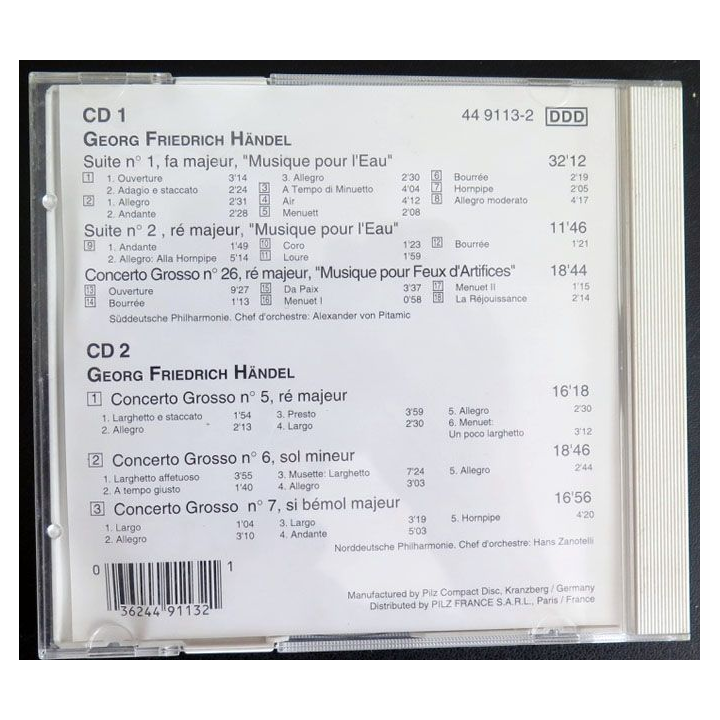 CD 1 44 9113-2 DDD
GEORG FRIEDRICH HÄNDEL
Suite n° 1, fa majeur, "Musique pour l'Eau" 32'12
1 1. Ouverture 3'14 3. Allegro 2'30 6 Bourrée 2'19
2. Adagio e staccato 2'24 3 A Tempo di Minuetto 4'04 7 Hornpipe 2'05
2 1. Allegro 2'31 4 Air 4'12 8 Allegro moderato 4'17
2. Andante 2'28 5 Menuett 2'08
Suite n° 2 , ré majeur, "Musique pour l'Eau" 11'46
9 1. Andante 1'49 10 Coro 1'23 12 Bourrée 1'21
2. Allegro: Alla Hornpipe 5'14 11 Loure 1'59
Concerto Grosso n° 26, ré majeur, "Musique pour Feux d'Artifices" 18'44
13 Ouverture 9'27 15 Da Paix 3'37 17 Menuet II 1'15
14 Bourrée 1'13 16 Menuet I 0'58 18 La Réjouissance 2'14
Süddeutsche Philharmonie. Chef d'orchestre: Alexander von Pitamic
CD 2
GEORG FRIEDRICH HÄNDEL
1 Concerto Grosso n° 5, ré majeur 16'18
1. Larghetto e staccato 1'54 3. Presto 3'59 5. Allegro 2'30
2. Allegro 2'13 4. Largo 2'30 6. Menuet:
Un poco larghetto 3'12
2 Concerto Grosso n° 6, sol mineur 18'46
1. Larghetto affetuoso 3'55 3. Musette: Larghetto 7'24 5. Allegro 2'44
2. A tempo giusto 1'40 4. Allegro 3'03
3 Concerto Grosso n° 7, si bémol majeur 16'56
1. Largo 1'04 3. Largo 3'19 5. Hornpipe 4'20
2. Allegro 3'10 4. Andante 5'03
Norddeutsche Philharmonie. Chef d'orchestre: Hans Zanotelli
0 36244 91132 1
Manufactured by Pilz Compact Disc, Kranzberg / Germany
Distributed by PILZ FRANCE S.A.R.L., Paris / France